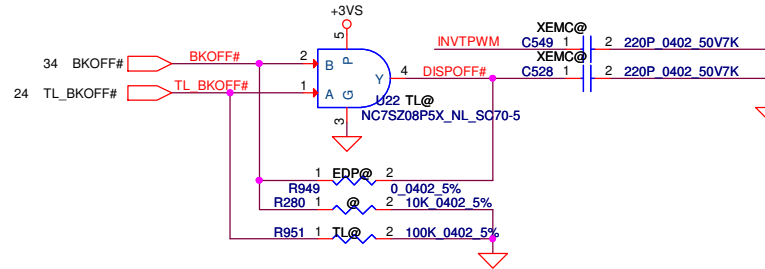 +3VS
XEMC@
5
INVTPWM C549 1 2 220P_0402_50V7K
XEMC@
34 BKOFF# BKOFF# 2 B P Y 4 DISPOFF# C528 1 2 220P_0402_50V7K
24 TL_BKOFF# TL_BKOFF# 1 A G
U22 TL@
3 NC7SZ08P5X_NL_SC70-5
1 EDP@ 2
R949 0_0402_5%
R280 1 @ 2 10K_0402_5%
R951 1 TL@ 2 100K_0402_5%